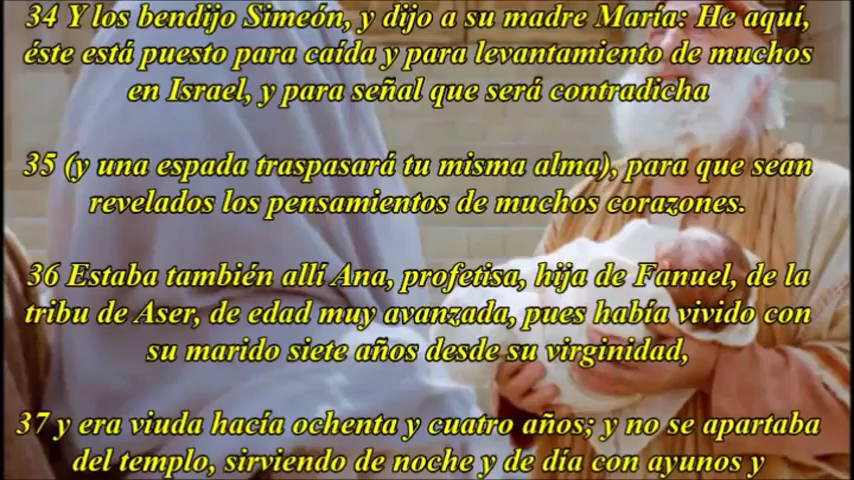 34 Y los bendijo Simeón, y dijo a su madre María: He aquí,
éste está puesto para caída y para levantamiento de muchos
en Israel, y para señal que será contradicha
35 (y una espada traspasará tu misma alma), para que sean
revelados los pensamientos de muchos corazones.
36 Estaba también allí Ana, profetisa, hija de Fanuel, de la
tribu de Aser, de edad muy avanzada, pues había vivido con
su marido siete años desde su virginidad,
37 y era viuda hacía ochenta y cuatro años; y no se apartaba
del templo, sirviendo de noche y de día con ayunos y